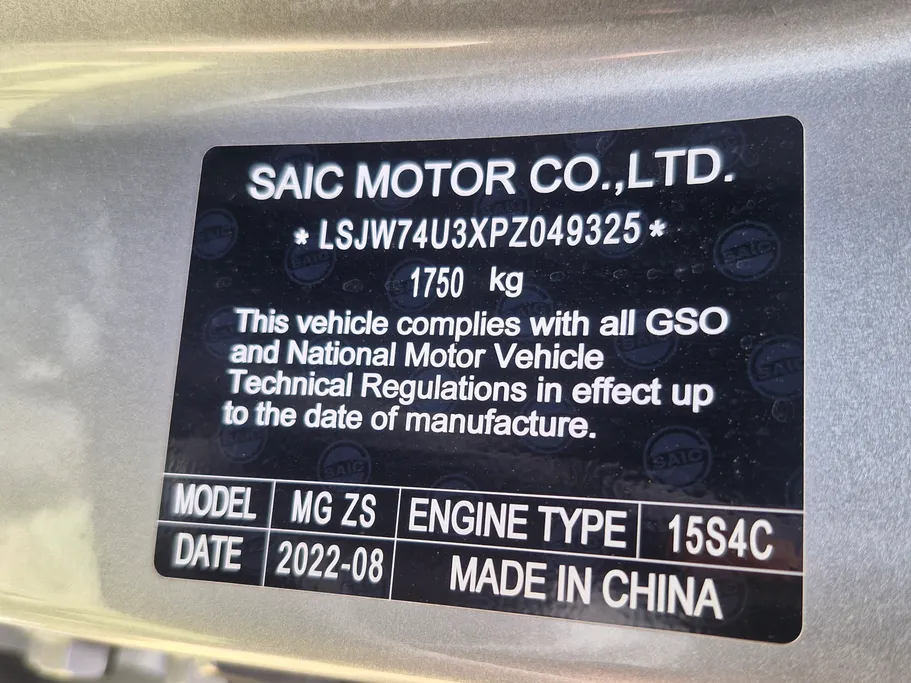 SAIC MOTOR CO.,LTD.
* LSJW74U3XPZ049325 *
1750 kg
This vehicle complies with all GSO
and National Motor Vehicle
Technical Regulations in effect up
to the date of manufacture.
MODEL MG ZS ENGINE TYPE 15S4C
DATE 2022-08 MADE IN CHINA